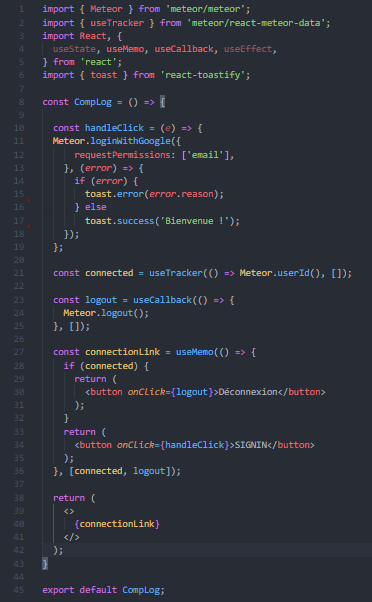 1 import { Meteor } from 'meteor/meteor';
2 import { useTracker } from 'meteor/react-meteor-data';
3 import React, {
4 useState, useMemo, useCallback, useEffect,
5 } from 'react';
6 import { toast } from 'react-toastify';
7
8 const CompLog = () => {
9
10 const handleClick = (e) => {
11 Meteor.loginWithGoogle({
12 requestPermissions: ['email'],
13 }, (error) => {
14 if (error) {
15 toast.error(error.reason);
16 } else
17 toast.success('Bienvenue !');
18 });
19 };
20
21 const connected = useTracker(() => Meteor.userId(), []);
22
23 const logout = useCallback(() => {
24 Meteor.logout();
25 }, []);
26
27 const connectionLink = useMemo(() => {
28 if (connected) {
29 return (
30 <button onClick={logout}>Déconnexion</button>
31 );
32 }
33 return (
34 <button onClick={handleClick}>SIGNIN</button>
35 );
36 }, [connected, logout]);
37
38 return (
39 <>
40 {connectionLink}
41 </>
42 );
43 }
44
45 export default CompLog;